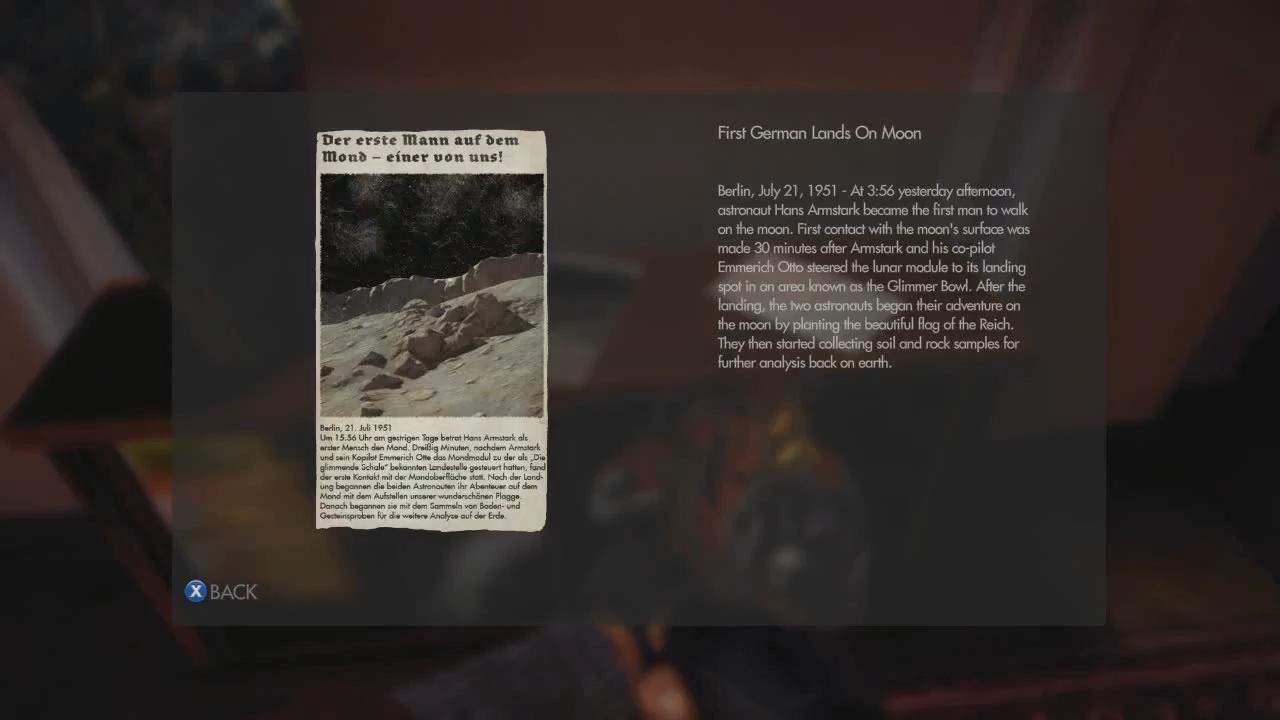 Der erste Mann auf dem
Mond – einer von uns!
Berlin, 21. Juli 1951
Um 15.56 Uhr am gestrigen Tage betrat Hans Armstark als
erster Mensch den Mond. Dreißig Minuten, nachdem Armstark
und sein Kopilot Emmerich Otto das Mondmodul zu der als „Die
glimmende Schale" bekannten Landestelle gesteuert hatten, fand
der erste Kontakt mit der Mondoberfläche statt. Nach der Land-
ung begannen die beiden Astronauten ihr Abenteuer auf dem
Mond mit dem Aufstellen unserer wunderschönen Flagge.
Danach begannen sie mit dem Sammeln von Boden- und
Gesteinsproben für die weitere Analyse auf der Erde.
First German Lands On Moon
Berlin, July 21, 1951 - At 3:56 yesterday afternoon,
astronaut Hans Armstark became the first man to walk
on the moon. First contact with the moon's surface was
made 30 minutes after Armstark and his co-pilot
Emmerich Otto steered the lunar module to its landing
spot in an area known as the Glimmer Bowl. After the
landing, the two astronauts began their adventure on
the moon by planting the beautiful flag of the Reich.
They then started collecting soil and rock samples for
further analysis back on earth.
X BACK